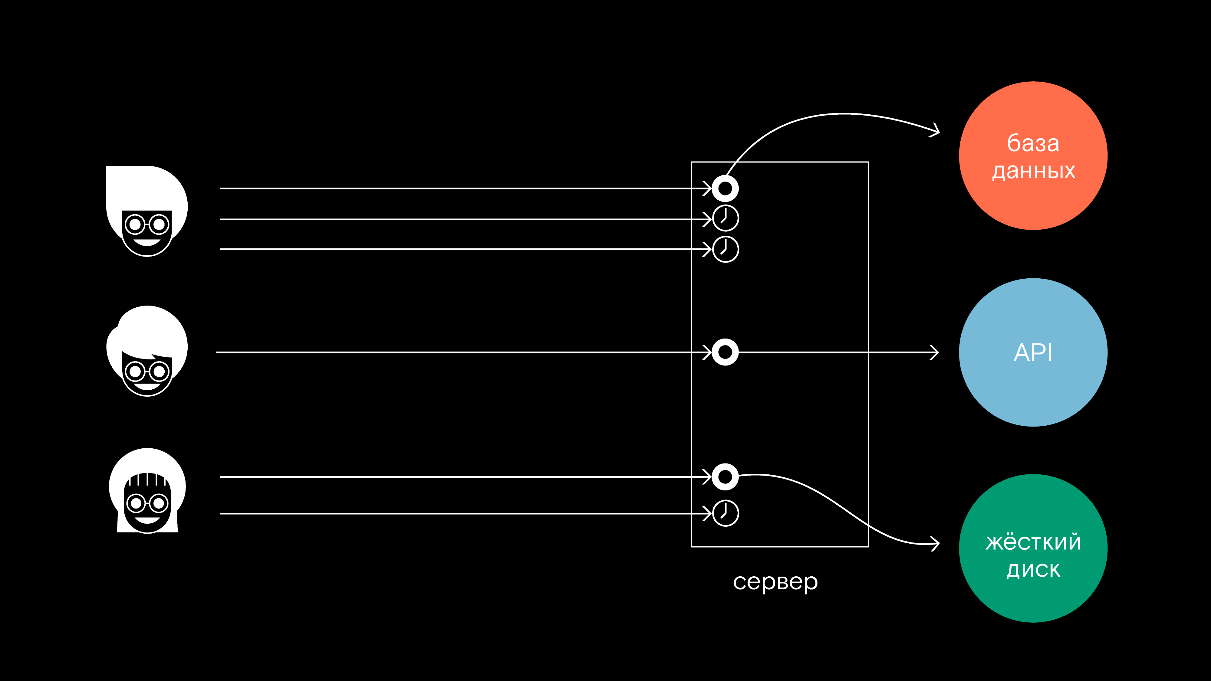 база
данных
API
жёсткий
диск
сервер